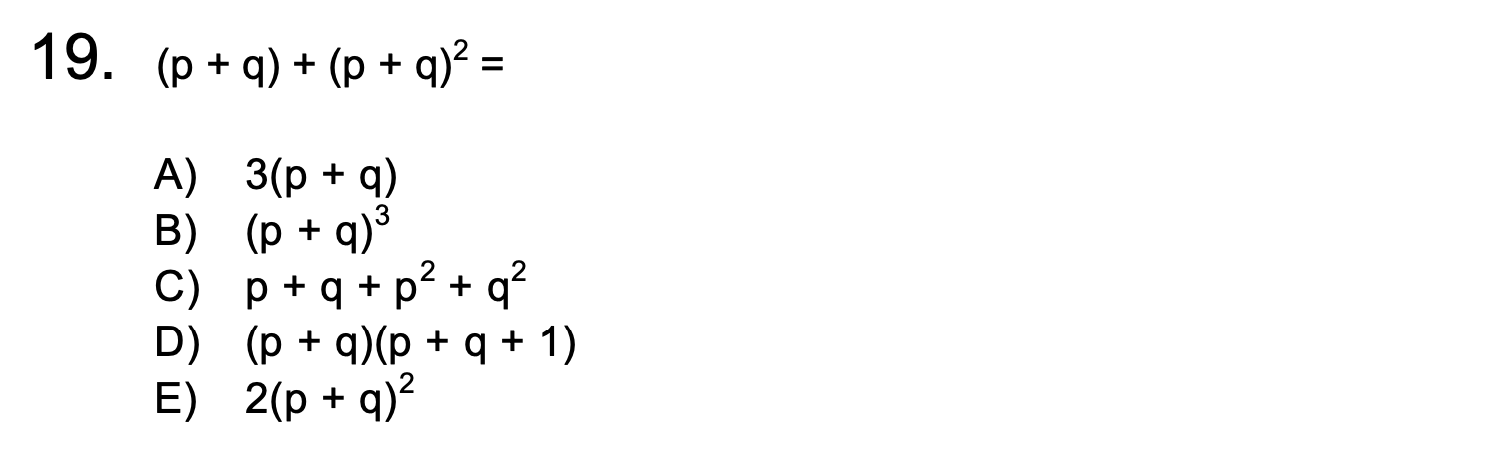 19. (p + q) + (p + q)² =
A) 3(p + q)
B) (p + q)³
C) p + q + p² + q²
D) (p + q)(p + q + 1)
E) 2(p + q)²